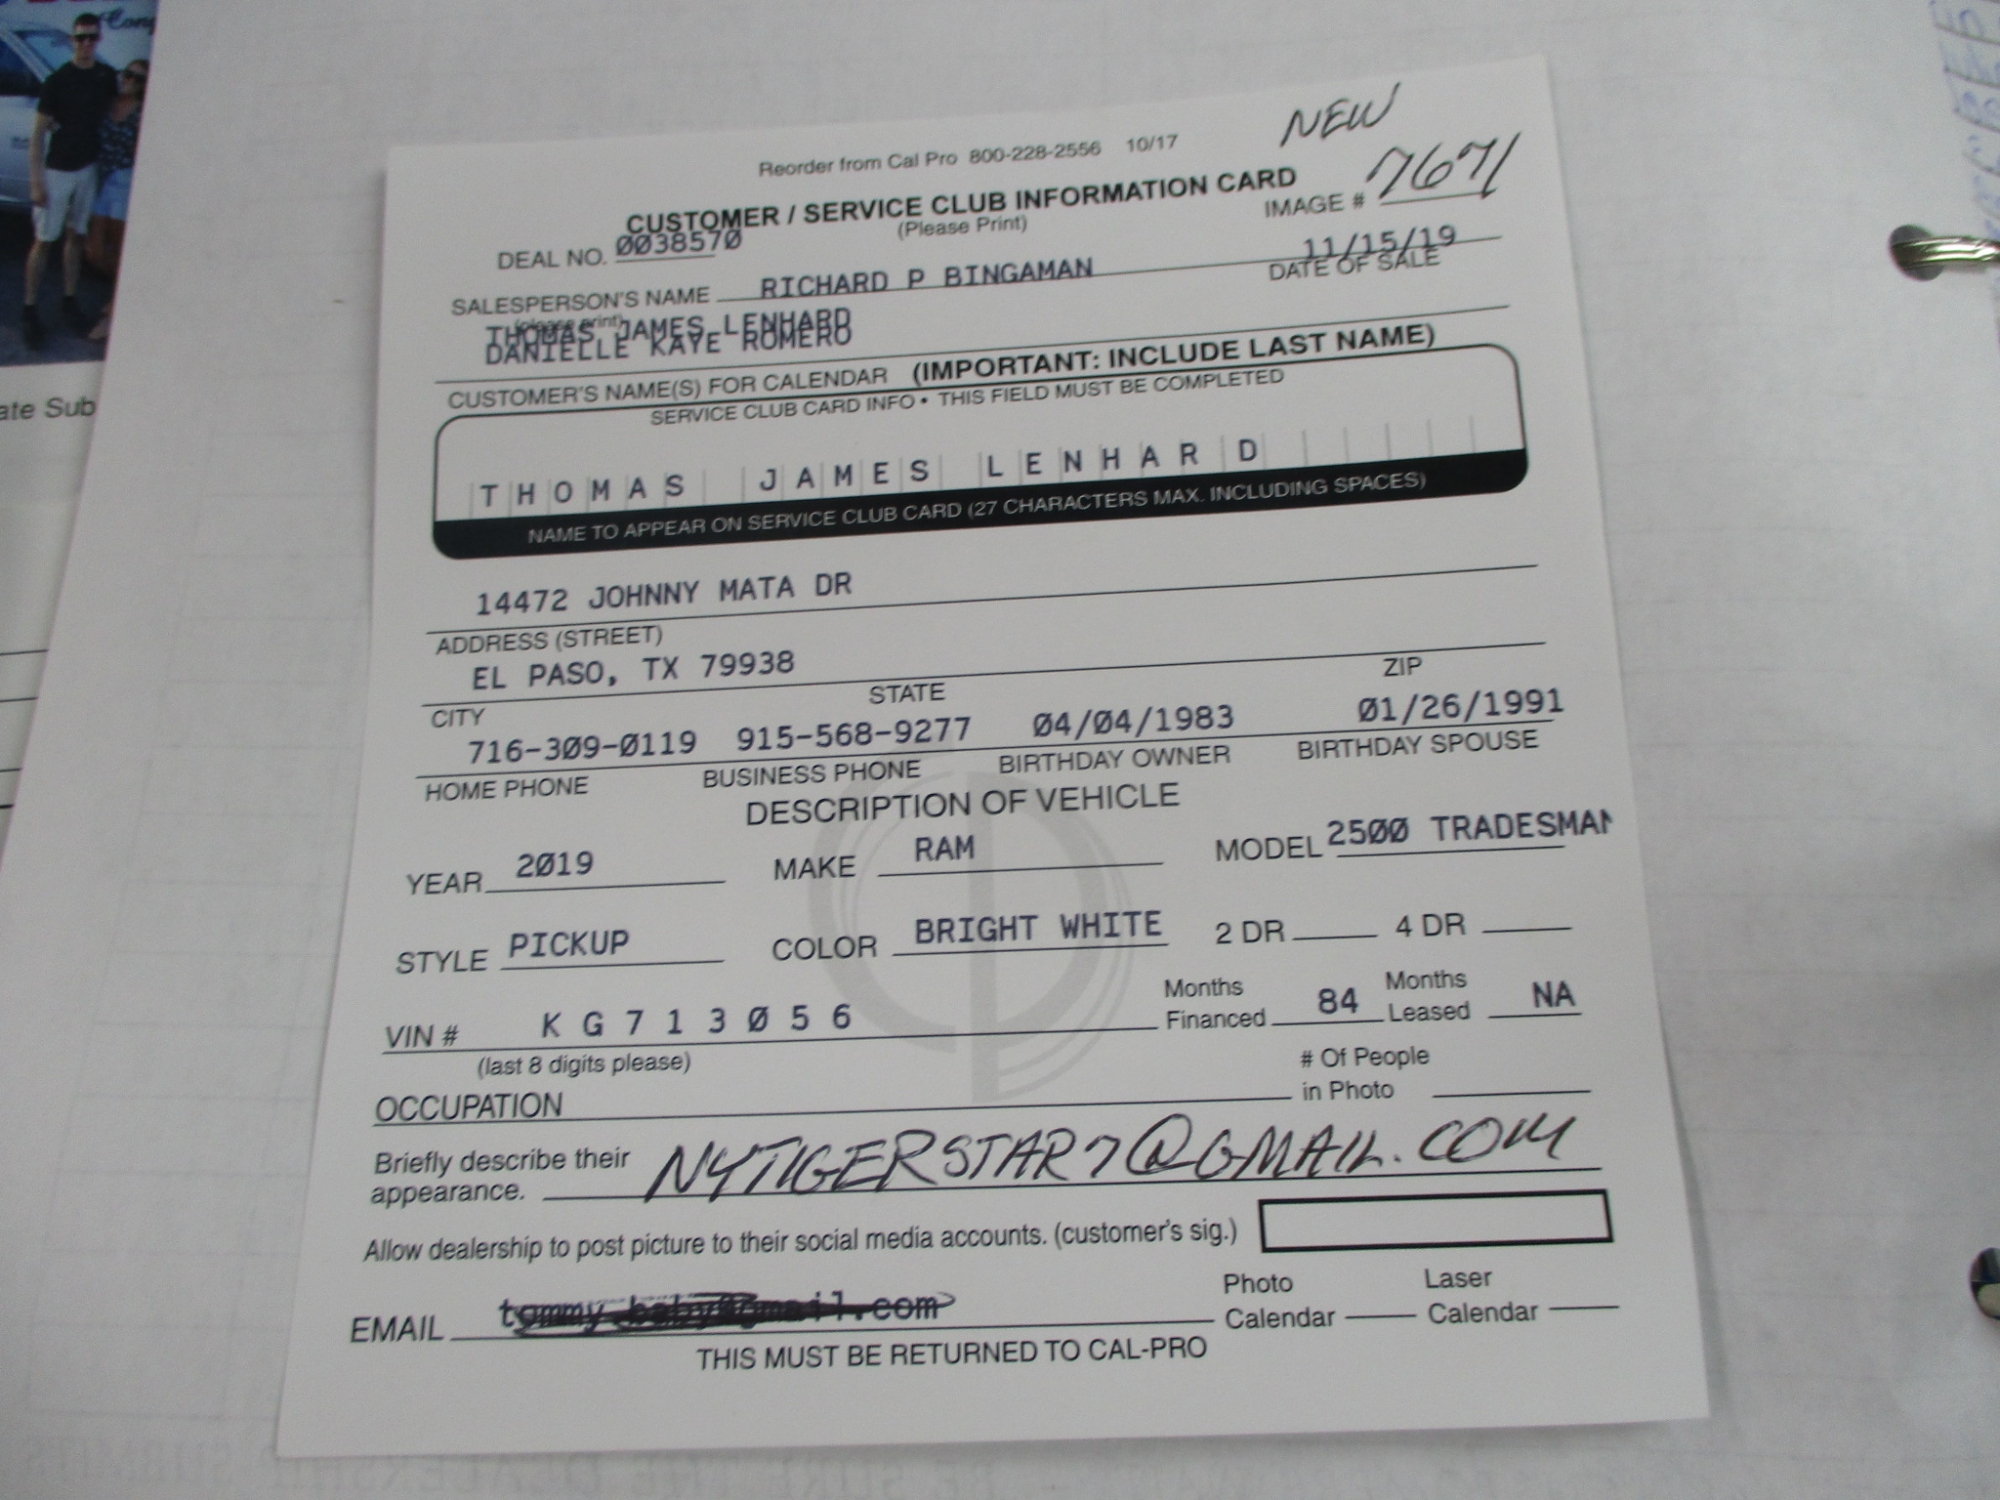 Reorder from Cal Pro 800-228-2556 10/17
NEW
CUSTOMER / SERVICE CLUB INFORMATION CARD
(Please Print)
IMAGE # 7671
DEAL NO. 0038570
11/15/19
DATE OF SALE
SALESPERSON'S NAME RICHARD P BINGAMAN
(please print)
THOMAS JAMES LENHARD
DANIELLE KAYE ROMERO
CUSTOMER'S NAME(S) FOR CALENDAR (IMPORTANT: INCLUDE LAST NAME)
SERVICE CLUB CARD INFO • THIS FIELD MUST BE COMPLETED
THOMAS JAMES LENHARD
NAME TO APPEAR ON SERVICE CLUB CARD (27 CHARACTERS MAX. INCLUDING SPACES)
14472 JOHNNY MATA DR
ADDRESS (STREET)
EL PASO, TX 79938
CITY STATE ZIP
716-309-0119 915-568-9277 04/04/1983 01/26/1991
HOME PHONE BUSINESS PHONE BIRTHDAY OWNER BIRTHDAY SPOUSE
DESCRIPTION OF VEHICLE
YEAR 2019 MAKE RAM MODEL 2500 TRADESMAN
STYLE PICKUP COLOR BRIGHT WHITE 2 DR 4 DR
VIN # KG713056 Months Financed 84 Months Leased NA
(last 8 digits please)
OCCUPATION # Of People in Photo
Briefly describe their
appearance. NYTIGERSTAR7@GMAIL.COM
Allow dealership to post picture to their social media accounts. (customer's sig.)
EMAIL Photo Calendar Laser Calendar
THIS MUST BE RETURNED TO CAL-PRO
ate Sub